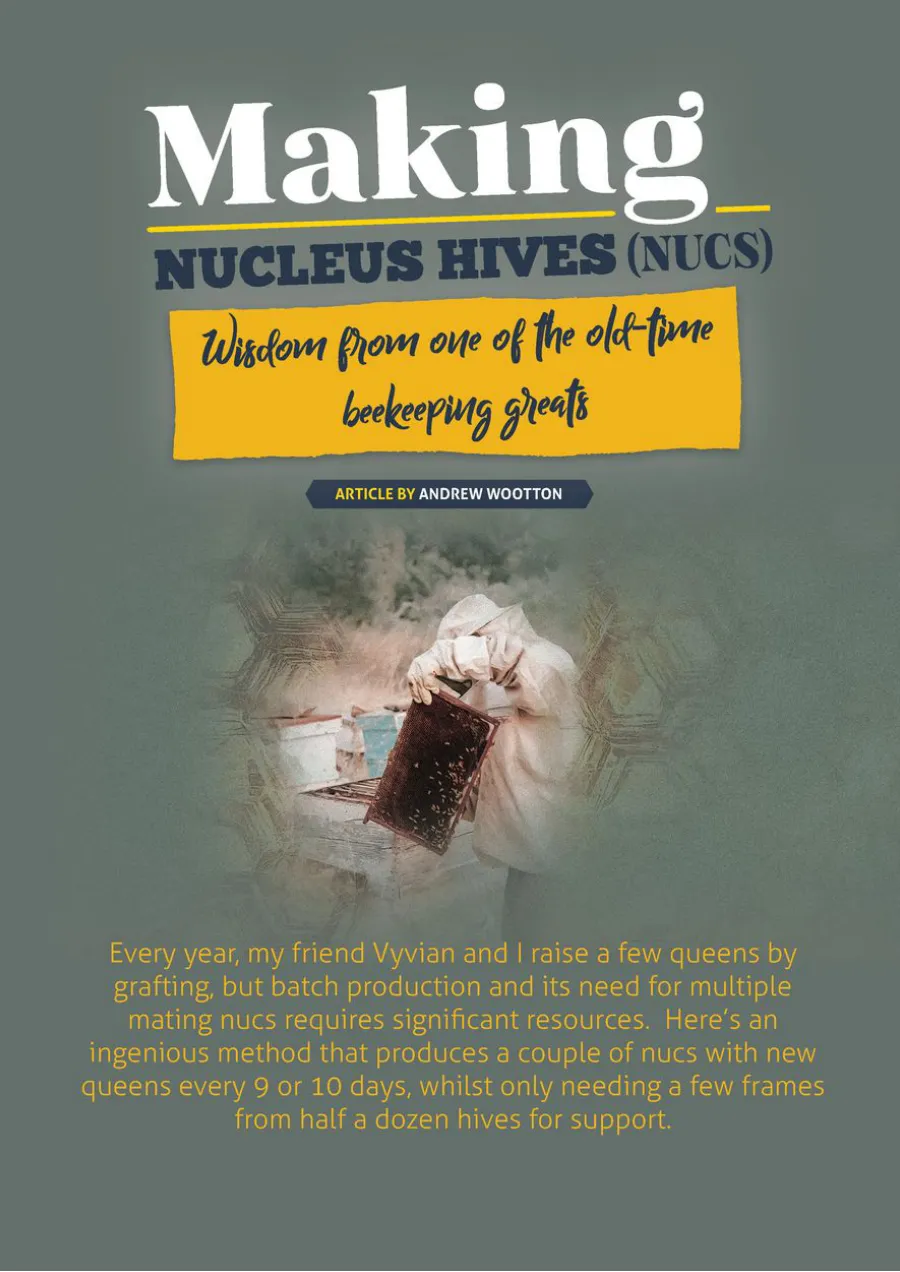 Making
NUCLEUS HIVES (NUCS)
Wisdom from one of the old-time
beekeeping greats
ARTICLE BY ANDREW WOOTTON
Every year, my friend Vyvian and I raise a few queens by
grafting, but batch production and its need for multiple
mating nucs requires significant resources.  Here’s an
ingenious method that produces a couple of nucs with new
queens every 9 or 10 days, whilst only needing a few frames
from half a dozen hives for support.